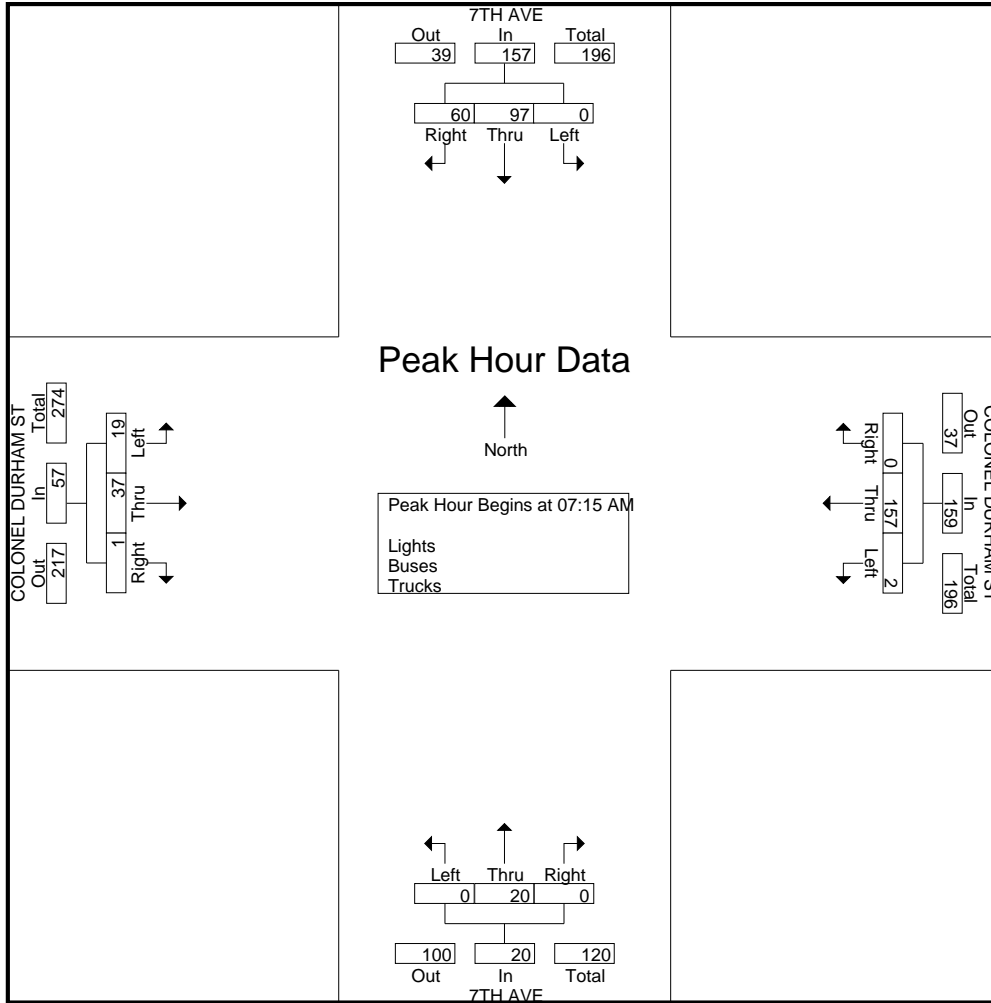 7TH AVE
Out In Total
39 157 196
60 97 0
Right Thru Left
Peak Hour Data
North
Peak Hour Begins at 07:15 AM
Lights
Buses
Trucks
COLONEL DURHAM ST
Total In Out
274 57 217
19 37 1
Left Thru Right
COLONEL DURHAM ST
Out In Total
37 159 196
0 157 2
Right Thru Left
Left Thru Right
0 20 0
100 20 120
Out In Total
7TH AVE